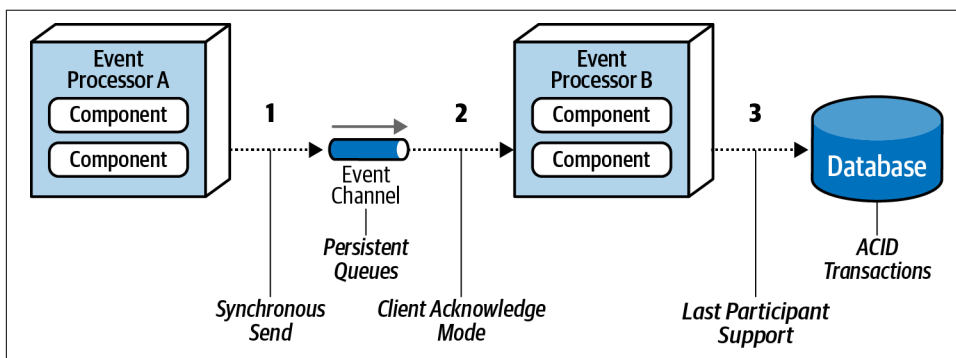 Event
Processor A
Component
Component
1
Event
Channel
Persistent
Queues
Synchronous
Send
2
Client Acknowledge
Mode
Event
Processor B
Component
Component
3
Last Participant
Support
Database
ACID
Transactions